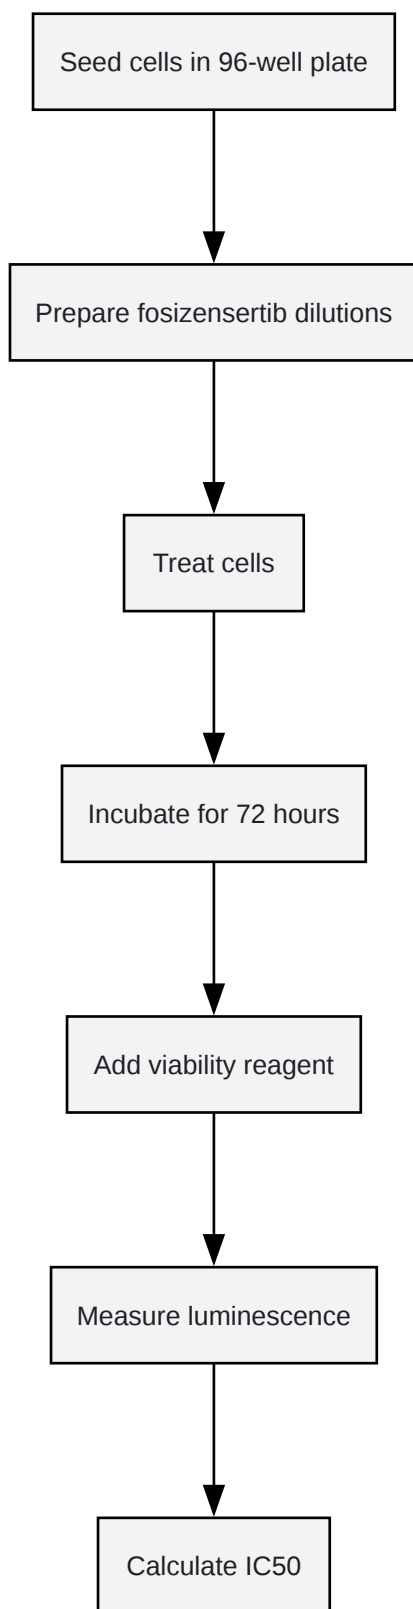 Seed cells in 96-well plate
Prepare fosizensertib dilutions
Treat cells
Incubate for 72 hours
Add viability reagent
Measure luminescence
Calculate IC50